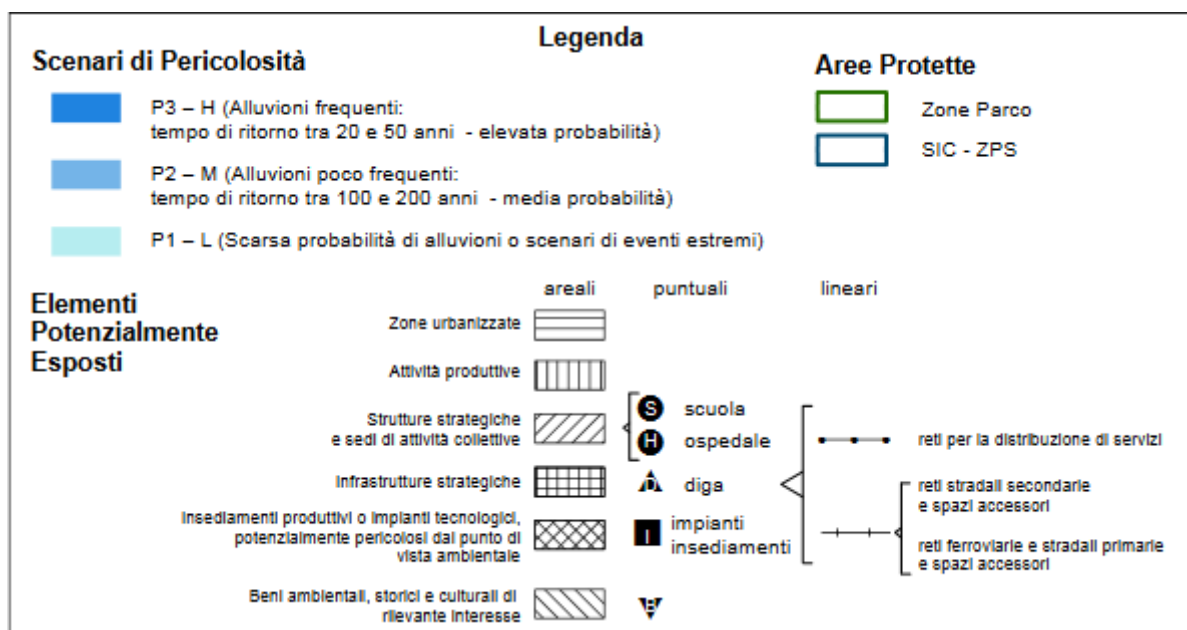 Legenda
Scenari di Pericolosità
P3 – H (Alluvioni frequenti:
tempo di ritorno tra 20 e 50 anni - elevata probabilità)
P2 – M (Alluvioni poco frequenti:
tempo di ritorno tra 100 e 200 anni - media probabilità)
P1 – L (Scarsa probabilità di alluvioni o scenari di eventi estremi)
Aree Protette
Zone Parco
SIC - ZPS
Elementi
Potenzialmente
Esposti
areali puntuali lineari
Zone urbanizzate
Attività produttive
Strutture strategiche
e sedi di attività collettive
S scuola
H ospedale
Infrastrutture strategiche
D diga
Insediamenti produttivi o impianti tecnologici,
potenzialmente pericolosi dal punto di
vista ambientale
I impianti
insediamenti
Beni ambientali, storici e culturali di
rilevante interesse
B
reti per la distribuzione di servizi
reti stradali secondarie
e spazi accessori
reti ferroviarie e stradali primarie
e spazi accessori